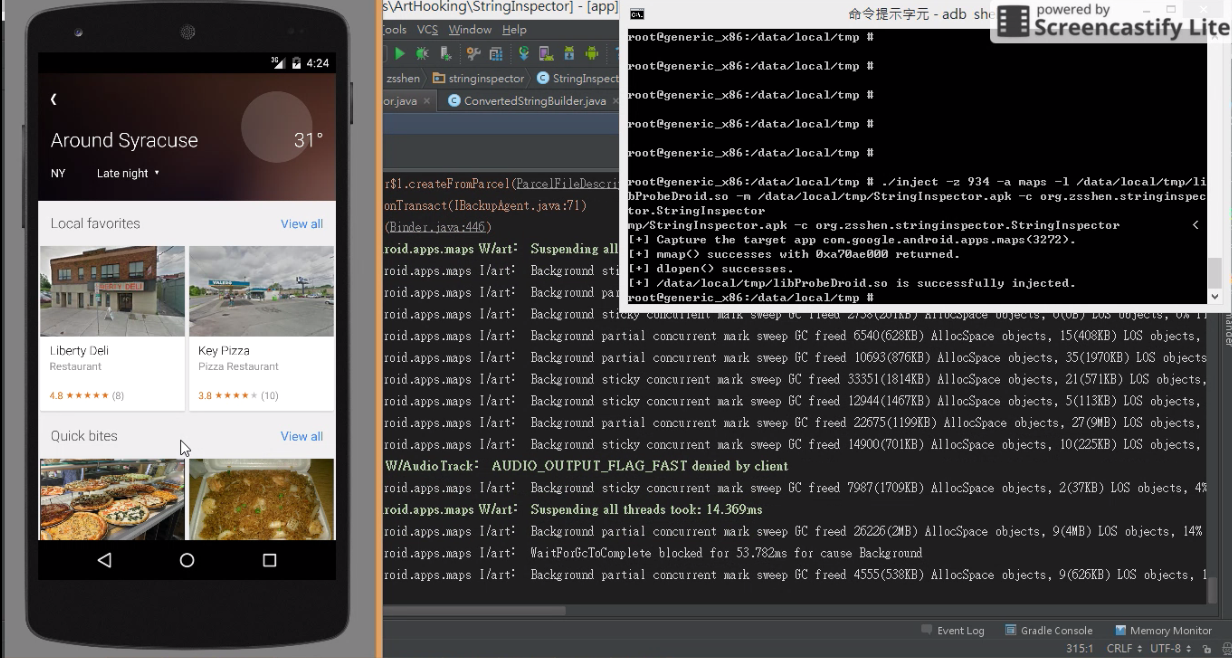 3G 4:24
Around Syracuse
31°
NY Late night
Local favorites View all
LIBERTY DELI
VALERO
Liberty Deli
Restaurant
4.8 (8)
Key Pizza
Pizza Restaurant
3.8 (10)
Quick bites View all
s\ArtHooking\StringInspector] - [app]
ools VCS Window Help
zsshen stringinspector StringInspect
or.java × ConvertedStringBuilder.java ×
r$1.createFromParcel(ParcelFileDescri
onTransact(IBackupAgent.java:71)
(Binder.java:446)
roid.apps.maps W/art: Suspending all
roid.apps.maps I/art: Background sti
roid.apps.maps I/art: Background par
roid.apps.maps I/art: Background sticky concurrent mark sweep GC freed 2758(201KB) AllocSpace objects, 0(0B) LOS objects, 0% f
roid.apps.maps I/art: Background partial concurrent mark sweep GC freed 6540(628KB) AllocSpace objects, 15(408KB) LOS objects,
roid.apps.maps I/art: Background partial concurrent mark sweep GC freed 10693(876KB) AllocSpace objects, 35(1970KB) LOS objects
roid.apps.maps I/art: Background sticky concurrent mark sweep GC freed 33351(1814KB) AllocSpace objects, 21(571KB) LOS objects,
roid.apps.maps I/art: Background sticky concurrent mark sweep GC freed 12944(1467KB) AllocSpace objects, 5(113KB) LOS objects,
roid.apps.maps I/art: Background partial concurrent mark sweep GC freed 22675(1199KB) AllocSpace objects, 27(9MB) LOS objects,
roid.apps.maps I/art: Background sticky concurrent mark sweep GC freed 14900(701KB) AllocSpace objects, 10(225KB) LOS objects,
W/AudioTrack: AUDIO_OUTPUT_FLAG_FAST denied by client
roid.apps.maps I/art: Background sticky concurrent mark sweep GC freed 7987(1709KB) AllocSpace objects, 2(37KB) LOS objects, 4%
roid.apps.maps W/art: Suspending all threads took: 14.369ms
roid.apps.maps I/art: Background partial concurrent mark sweep GC freed 26226(2MB) AllocSpace objects, 9(4MB) LOS objects, 14%
roid.apps.maps I/art: WaitForGcToComplete blocked for 53.782ms for cause Background
roid.apps.maps I/art: Background partial concurrent mark sweep GC freed 4555(538KB) AllocSpace objects, 9(626KB) LOS objects, 1
Event Log Gradle Console Memory Monitor
315:1 CRLF UTF-8
命令提示字元 - adb she
powered by
Screencastify Lite
root@generic_x86:/data/local/tmp #
root@generic_x86:/data/local/tmp #
root@generic_x86:/data/local/tmp #
root@generic_x86:/data/local/tmp #
root@generic_x86:/data/local/tmp #
root@generic_x86:/data/local/tmp # ./inject -z 934 -a maps -l /data/local/tmp/li
bProbeDroid.so -m /data/local/tmp/StringInspector.apk -c org.zsshen.stringinspec
tor.StringInspector
mp/StringInspector.apk -c org.zsshen.stringinspector.StringInspector <
[+] Capture the target app com.google.android.apps.maps(3272).
[+] mmap() successes with 0xa70ae000 returned.
[+] dlopen() successes.
[+] /data/local/tmp/libProbeDroid.so is successfully injected.
root@generic_x86:/data/local/tmp #